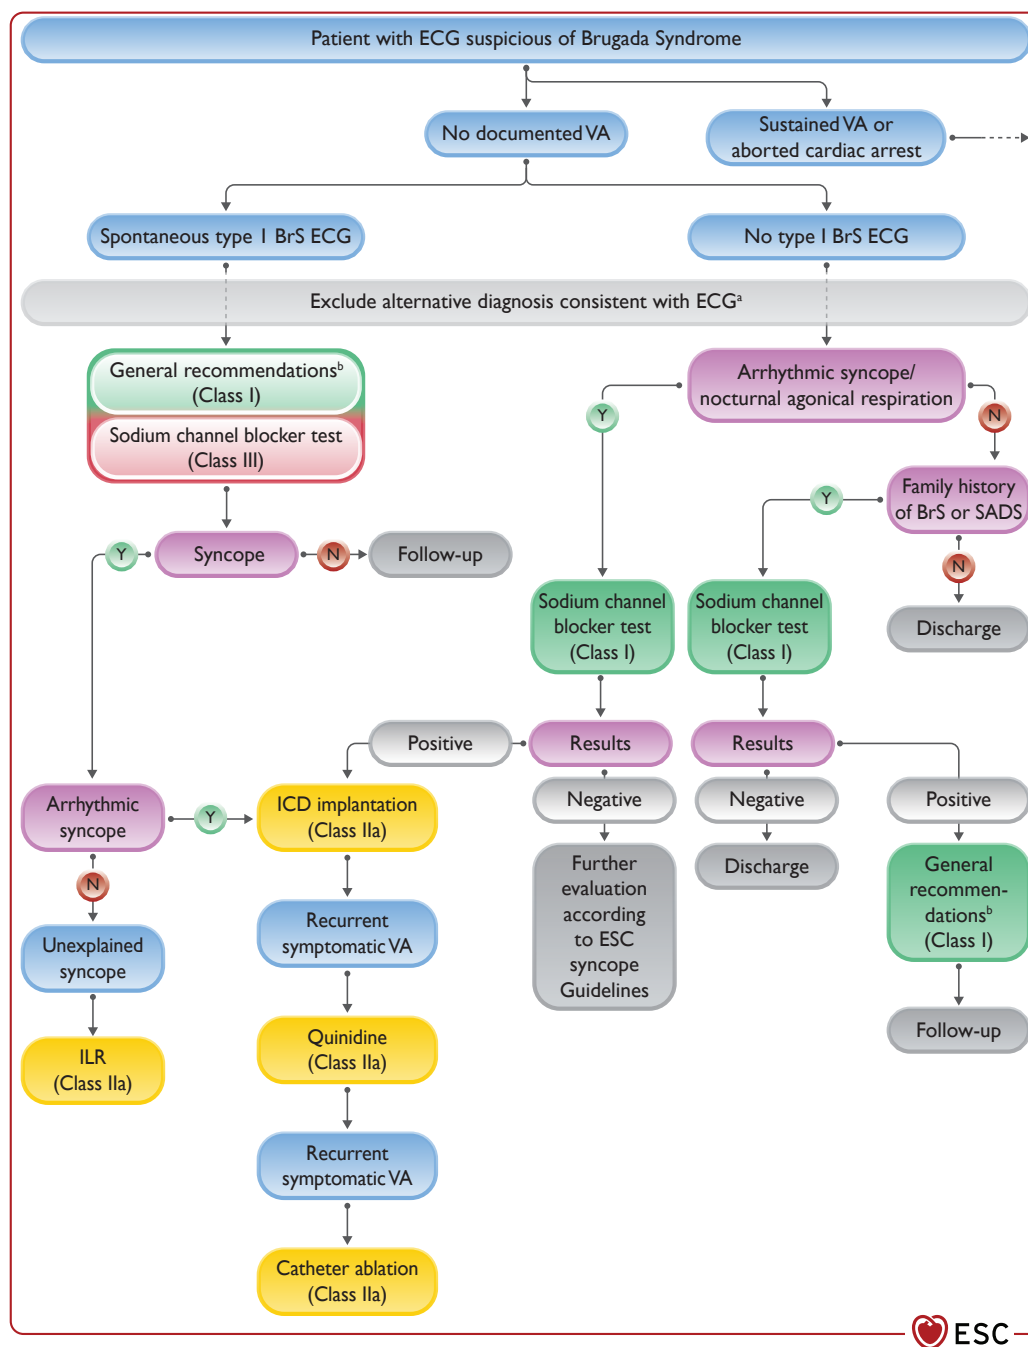 Patient with ECG suspicious of Brugada Syndrome
No documented VA
Sustained VA or
aborted cardiac arrest
Spontaneous type 1 BrS ECG
No type I BrS ECG
Exclude alternative diagnosis consistent with ECGa
General recommendationsb
(Class I)
Sodium channel blocker test
(Class III)
Arrhythmic syncope/
nocturnal agonical respiration
Y
N
Family history
of BrS or SADS
Y
N
Discharge
Y
Syncope
N
Follow-up
Sodium channel
blocker test
(Class I)
Sodium channel
blocker test
(Class I)
Positive
Results
Results
Negative
Negative
Positive
Arrhythmic
syncope
Y
ICD implantation
(Class IIa)
N
Further
evaluation
according
to ESC
syncope
Guidelines
Discharge
General
recommen-
dationsb
(Class I)
Follow-up
Unexplained
syncope
ILR
(Class IIa)
Recurrent
symptomatic VA
Quinidine
(Class IIa)
Recurrent
symptomatic VA
Catheter ablation
(Class IIa)
ESC